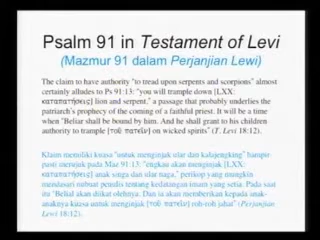 Psalm 91 in Testament of Levi
(Mazmur 91 dalam Perjanjian Lewi)
The claim to have authority "to tread upon serpents and scorpions" almost
certainly alludes to Ps 91:13: "you will trample down [LXX:
καταπατήσεις] lion and serpent," a passage that probably underlies the
patriarch's prophecy of the coming of a faithful priest. It will be a time
when "Beliar shall be bound by him. And he shall grant to his children
authority to trample [τοῦ πατεῖν] on wicked spirits" (T. Levi 18:12).
Klaim memoliki kuasa "untuk menginjak ular dan kalajengking" hampir
pasti merujuk pada Maz 91:13: "engkau akan menginjak [LXX:
καταπατήσεις] anak singa dan ular naga," perikop yang mungkin
mendasari nubuat pendis tentang kedatangan imam yang setia. Pada saat
itu "Belial akan diikat olehnya. Dan ia akan memberikan kepada anak-
anaknya kuasa untuk menginjak [τοῦ πατεῖν] roh-roh jahat" (Perjanjian
Lewi 18:12).